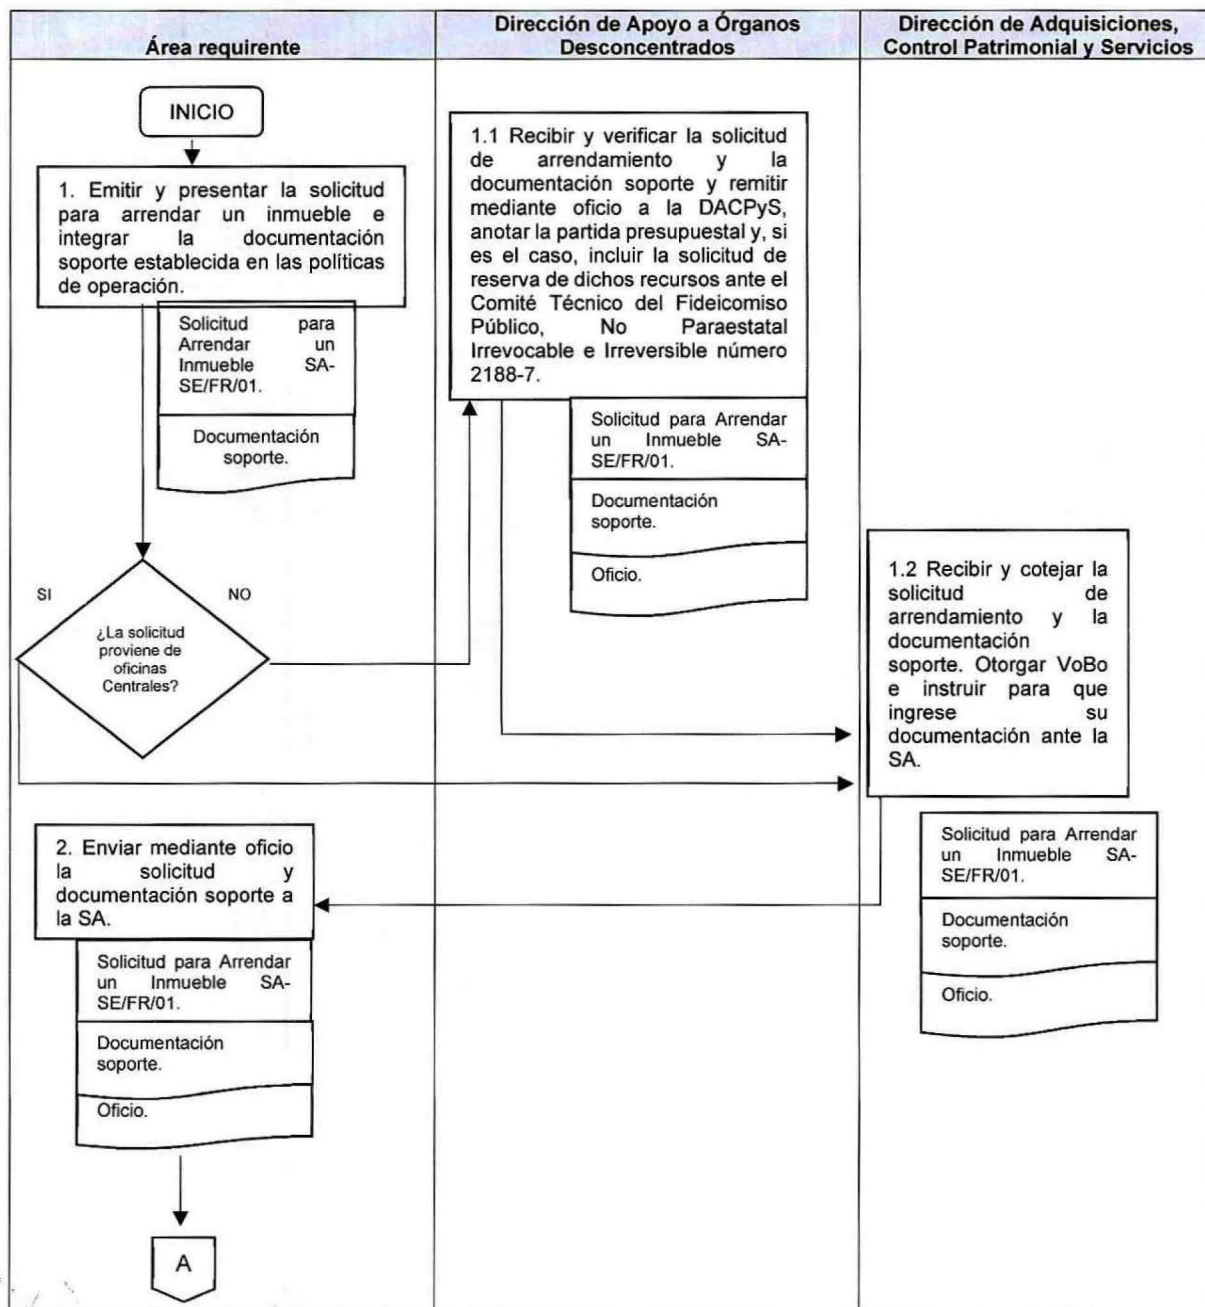 Área requirente
Dirección de Apoyo a Órganos
Desconcentrados
Dirección de Adquisiciones,
Control Patrimonial y Servicios
INICIO
1. Emitir y presentar la solicitud
para arrendar un inmueble e
integrar la documentación
soporte establecida en las políticas
de operación.
Solicitud para
Arrendar un
Inmueble SA-
SE/FR/01.
Documentación
soporte.
SI
NO
¿La solicitud
proviene de
oficinas
Centrales?
1.1 Recibir y verificar la solicitud
de arrendamiento y la
documentación soporte y remitir
mediante oficio a la DACPyS,
anotar la partida presupuestal y, si
es el caso, incluir la solicitud de
reserva de dichos recursos ante el
Comité Técnico del Fideicomiso
Público, No Paraestatal
Irrevocable e Irreversible número
2188-7.
Solicitud para Arrendar
un Inmueble SA-
SE/FR/01.
Documentación
soporte.
Oficio.
1.2 Recibir y cotejar la
solicitud de
arrendamiento y la
documentación
soporte. Otorgar VoBo
e instruir para que
ingrese su
documentación ante la
SA.
Solicitud para Arrendar
un Inmueble SA-
SE/FR/01.
Documentación
soporte.
Oficio.
2. Enviar mediante oficio
la solicitud y
documentación soporte a
la SA.
Solicitud para Arrendar
un Inmueble SA-
SE/FR/01.
Documentación
soporte.
Oficio.
A